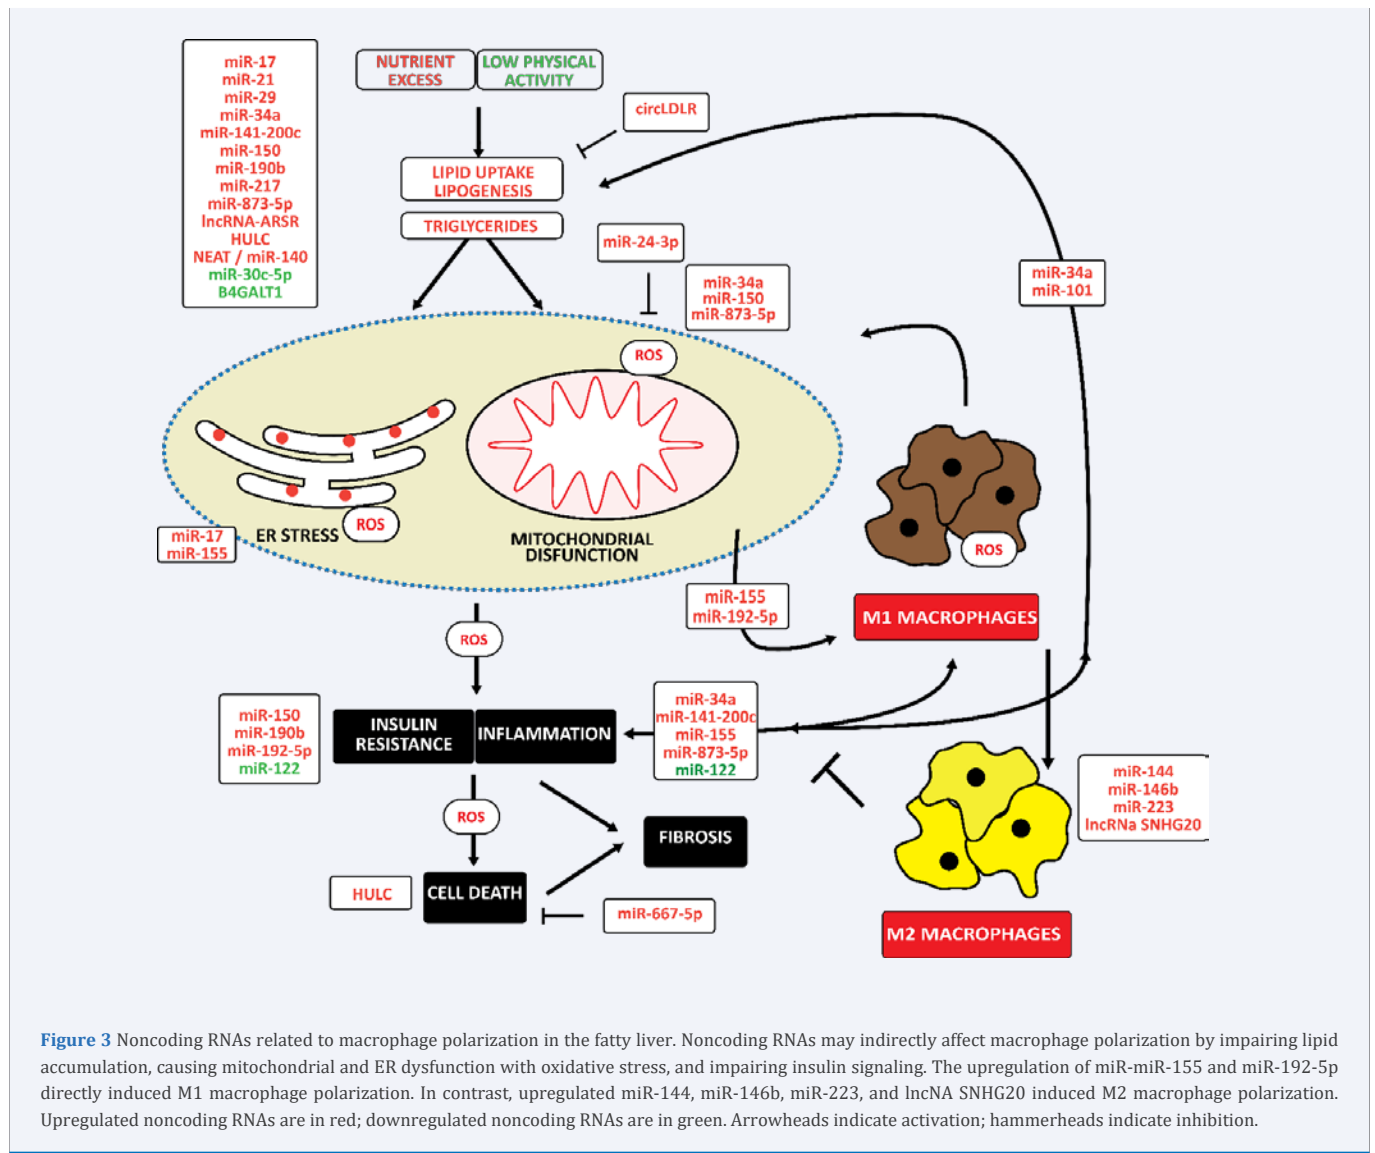 miR-17
miR-21
miR-29
miR-34a
miR-141-200c
miR-150
miR-190b
miR-217
miR-873-5p
lncRNA-ARSR
HULC
NEAT / miR-140
miR-30c-5p
B4GALT1
NUTRIENT
EXCESS
LOW PHYSICAL
ACTIVITY
circLDLR
LIPID UPTAKE
LIPOGENESIS
TRIGLYCERIDES
miR-24-3p
miR-34a
miR-150
miR-873-5p
miR-34a
miR-101
ROS
ROS
ER STRESS
miR-17
miR-155
MITOCHONDRIAL
DISFUNCTION
ROS
miR-155
miR-192-5p
M1 MACROPHAGES
ROS
miR-150
miR-190b
miR-192-5p
miR-122
INSULIN
RESISTANCE
INFLAMMATION
miR-34a
miR-141-200c
miR-155
miR-873-5p
miR-122
miR-144
miR-146b
miR-223
lncRNa SNHG20
ROS
FIBROSIS
HULC
CELL DEATH
miR-667-5p
M2 MACROPHAGES
Figure 3 Noncoding RNAs related to macrophage polarization in the fatty liver. Noncoding RNAs may indirectly affect macrophage polarization by impairing lipid
accumulation, causing mitochondrial and ER dysfunction with oxidative stress, and impairing insulin signaling. The upregulation of miR-miR-155 and miR-192-5p
directly induced M1 macrophage polarization. In contrast, upregulated miR-144, miR-146b, miR-223, and lncNA SNHG20 induced M2 macrophage polarization.
Upregulated noncoding RNAs are in red; downregulated noncoding RNAs are in green. Arrowheads indicate activation; hammerheads indicate inhibition.